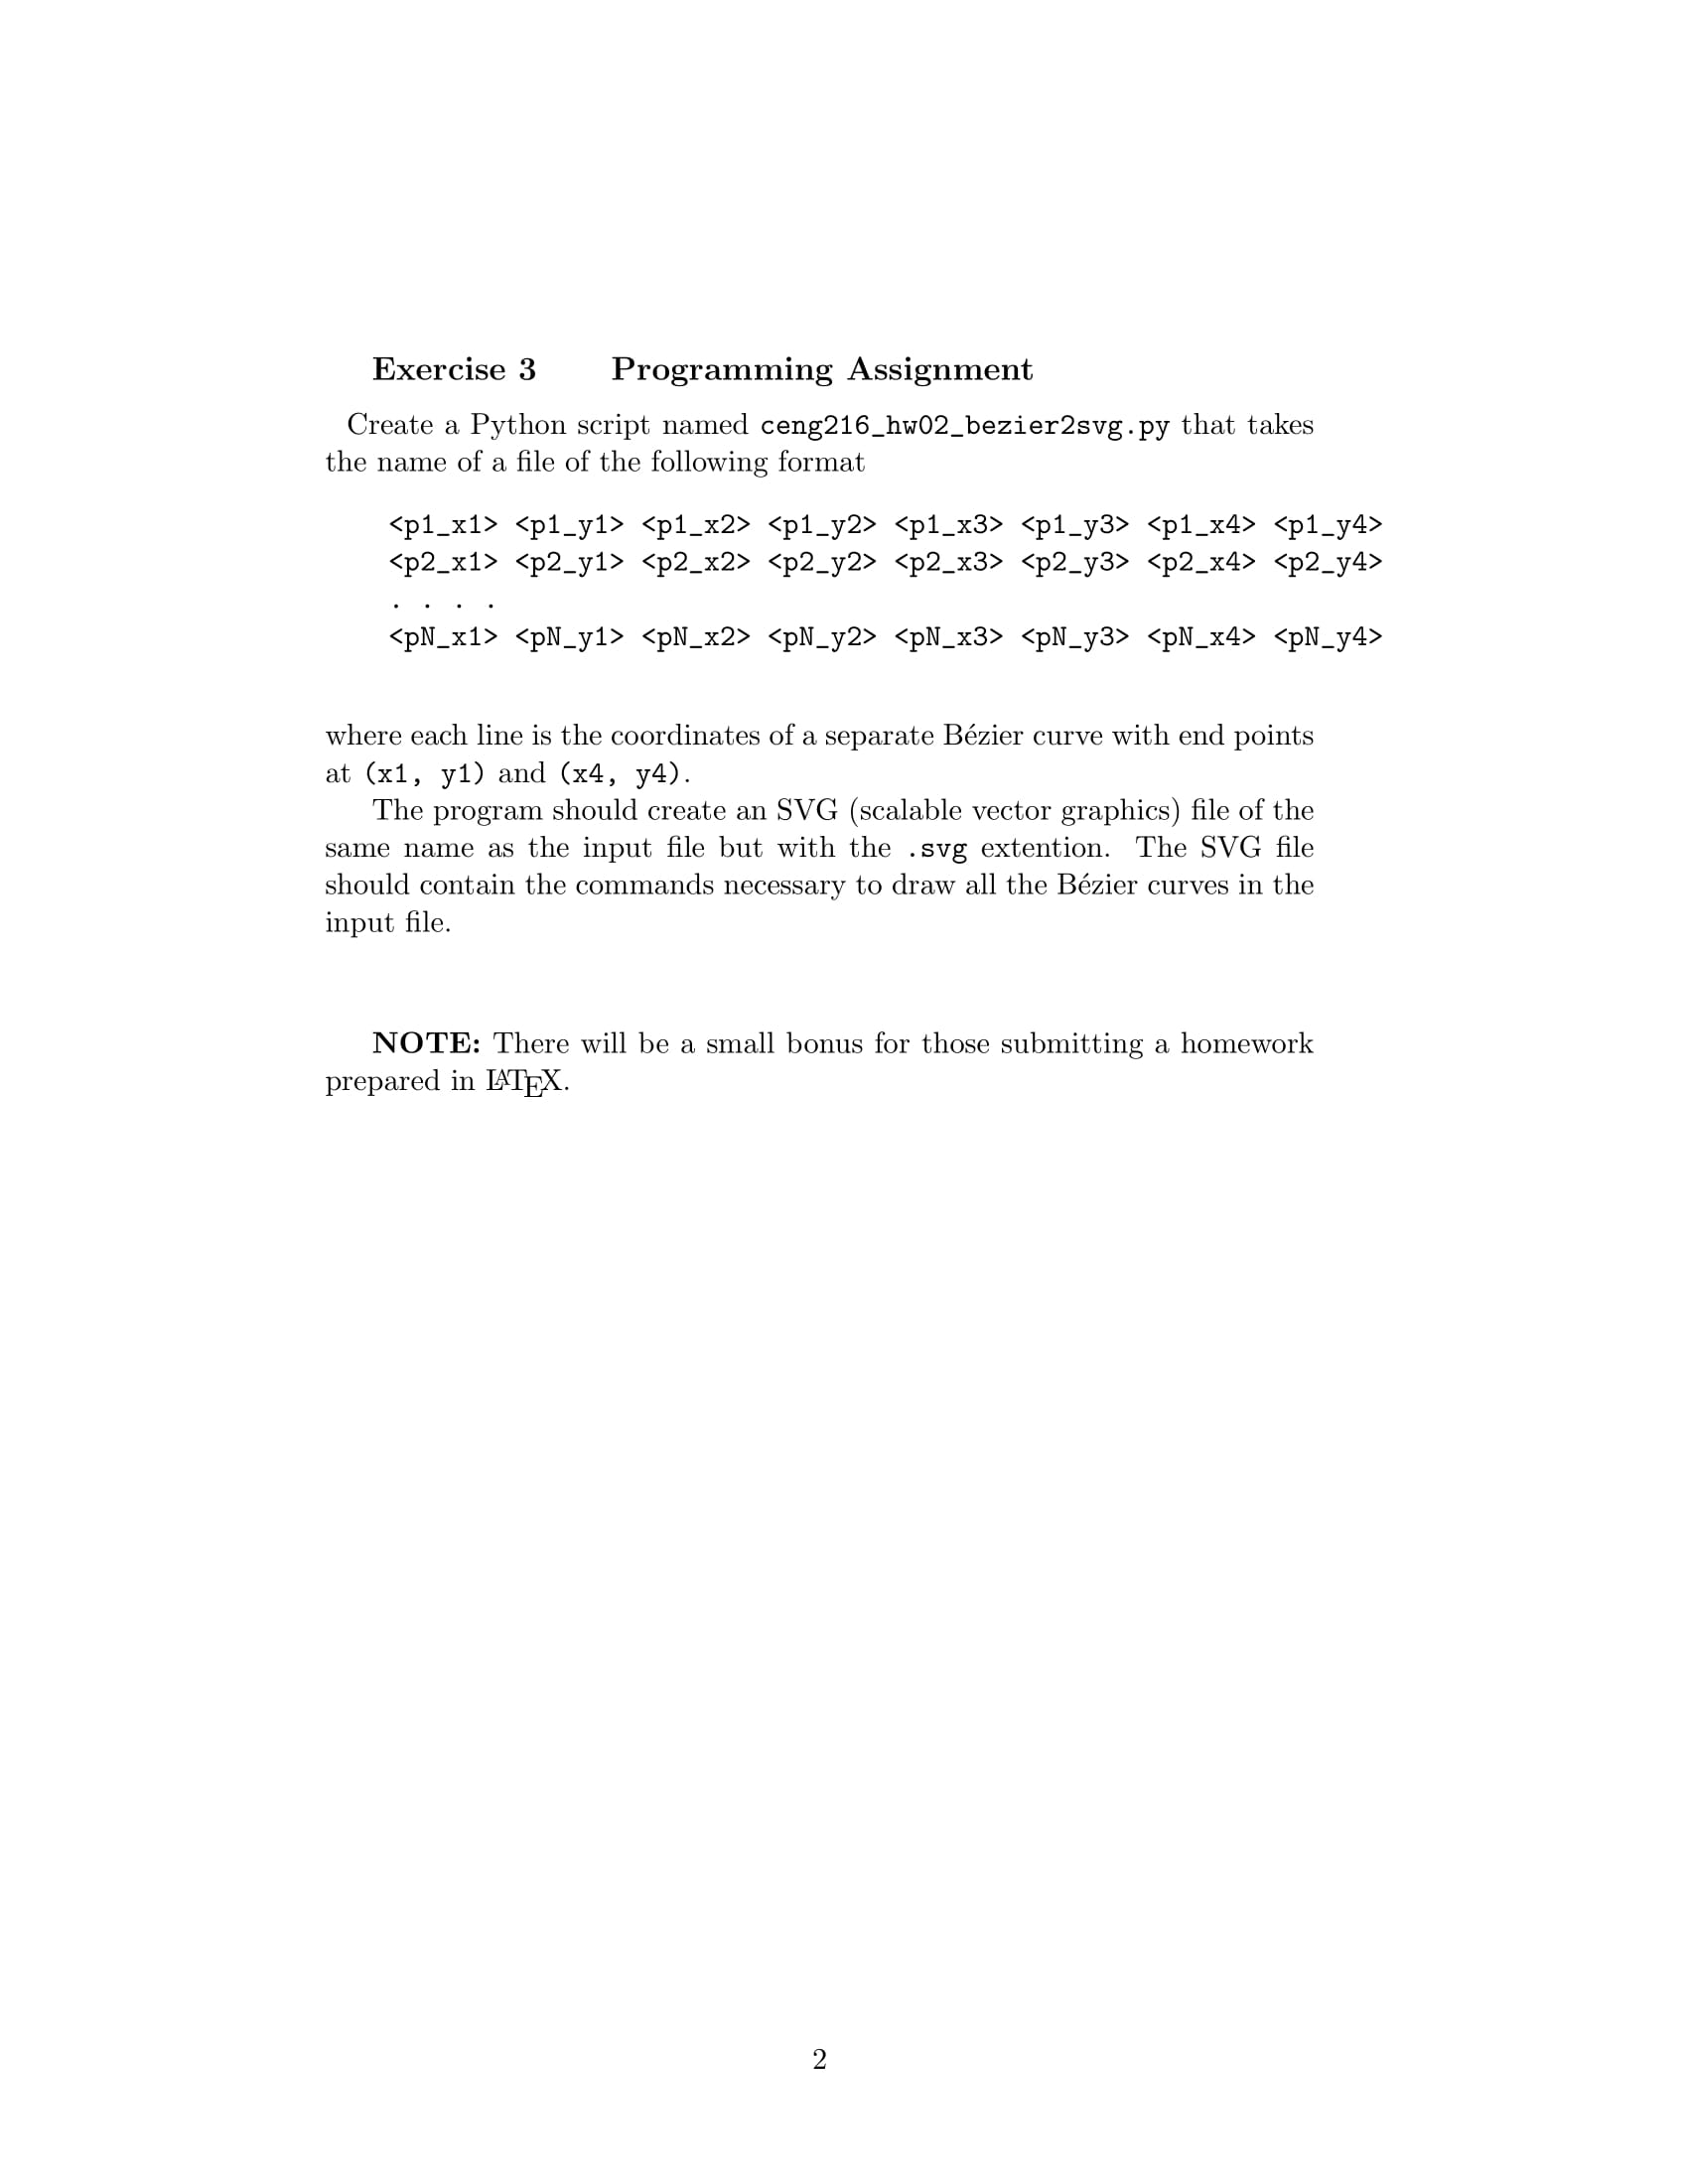 Exercise 3 Programming Assignment
Create a Python script named ceng216_hw02_bezier2svg.py that takes
the name of a file of the following format
<p1_x1> <p1_y1> <p1_x2> <p1_y2> <p1_x3> <p1_y3> <p1_x4> <p1_y4>
<p2_x1> <p2_y1> <p2_x2> <p2_y2> <p2_x3> <p2_y3> <p2_x4> <p2_y4>
. . . .
<pN_x1> <pN_y1> <pN_x2> <pN_y2> <pN_x3> <pN_y3> <pN_x4> <pN_y4>
where each line is the coordinates of a separate Bézier curve with end points
at (x1, y1) and (x4, y4).
The program should create an SVG (scalable vector graphics) file of the
same name as the input file but with the .svg extention. The SVG file
should contain the commands necessary to draw all the Bézier curves in the
input file.
NOTE: There will be a small bonus for those submitting a homework
prepared in LATEX.
2